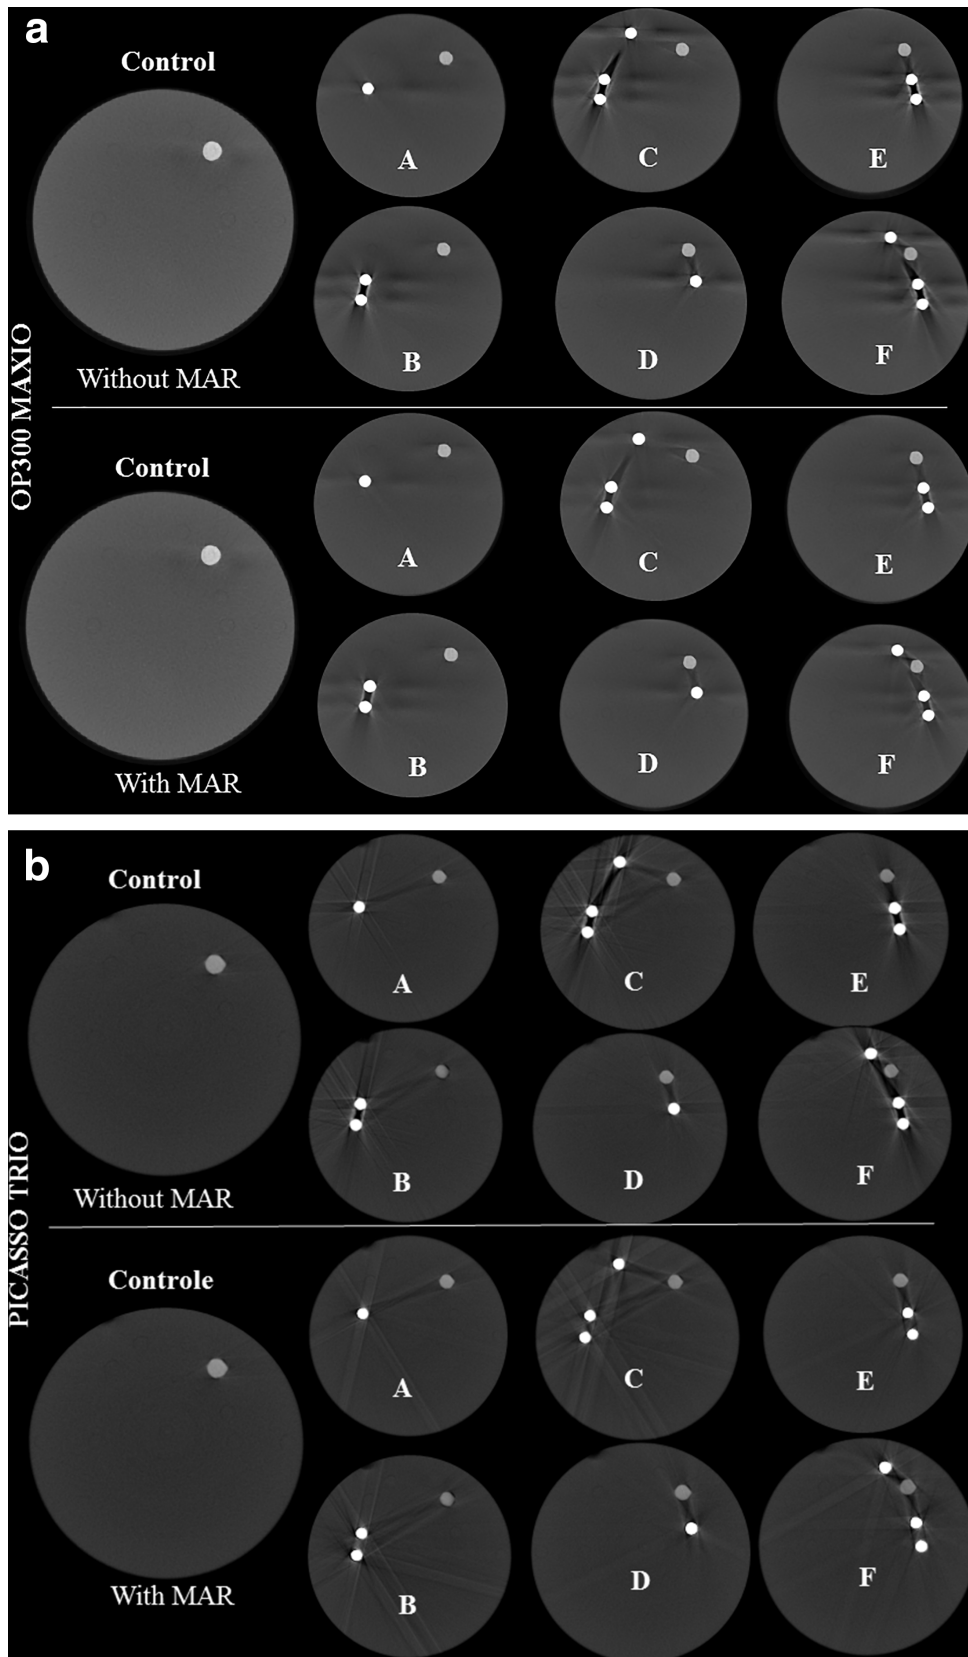 a
Control
A
C
E
B
D
F
Without MAR
OP300 MAXIO
Control
A
C
E
B
D
F
With MAR
b
Control
A
C
E
B
D
F
Without MAR
PICASSO TRIO
Controle
A
C
E
B
D
F
With MAR